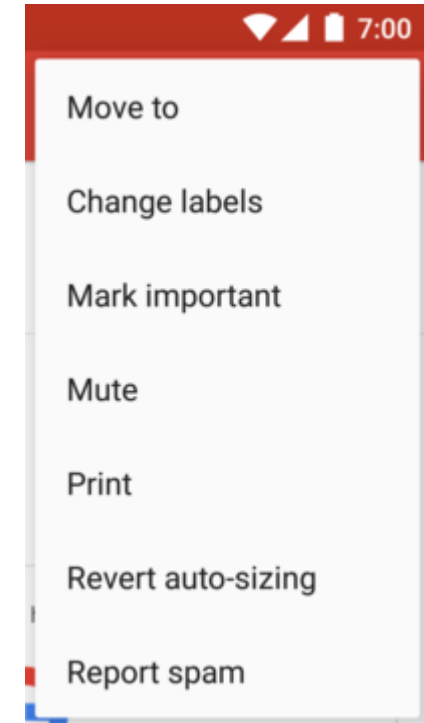 7:00
Move to
Change labels
Mark important
Mute
Print
Revert auto-sizing
Report spam